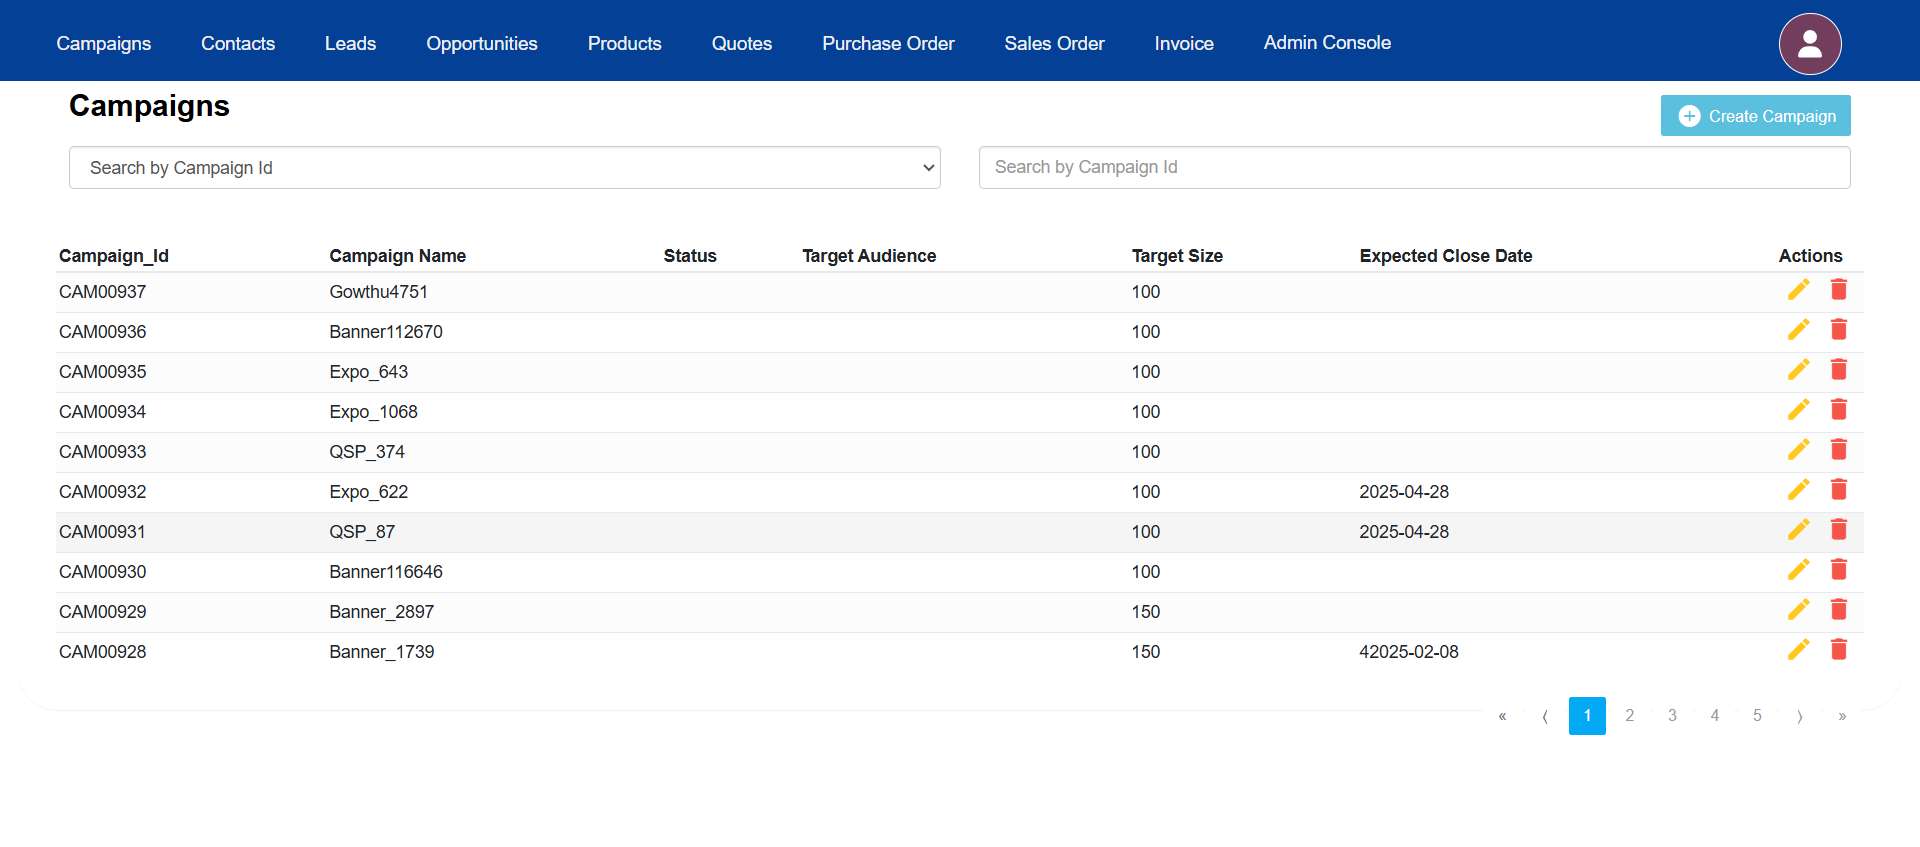 Campaigns Contacts Leads Opportunities Products Quotes Purchase Order Sales Order Invoice Admin Console
Campaigns
Create Campaign
Search by Campaign Id Search by Campaign Id
Campaign_Id Campaign Name Status Target Audience Target Size Expected Close Date Actions
CAM00937 Gowthu4751 100
CAM00936 Banner112670 100
CAM00935 Expo_643 100
CAM00934 Expo_1068 100
CAM00933 QSP_374 100
CAM00932 Expo_622 100 2025-04-28
CAM00931 QSP_87 100 2025-04-28
CAM00930 Banner116646 100
CAM00929 Banner_2897 150
CAM00928 Banner_1739 150 42025-02-08
« ⟨ 1 2 3 4 5 ⟩ »